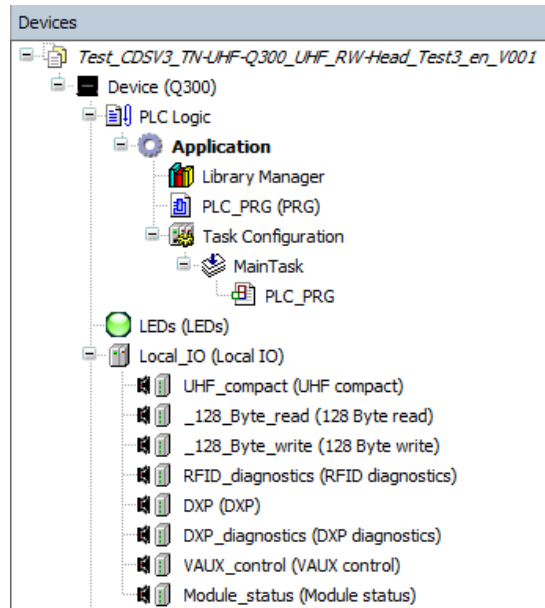 Devices
Test_CDSV3_TN-UHF-Q300_UHF_RW-Head_Test3_en_V001
Device (Q300)
PLC Logic
Application
Library Manager
PLC_PRG (PRG)
Task Configuration
MainTask
PLC_PRG
LEDs (LEDs)
Local_IO (Local IO)
UHF_compact (UHF compact)
_128_Byte_read (128 Byte read)
_128_Byte_write (128 Byte write)
RFID_diagnostics (RFID diagnostics)
DXP (DXP)
DXP_diagnostics (DXP diagnostics)
VAUX_control (VAUX control)
Module_status (Module status)